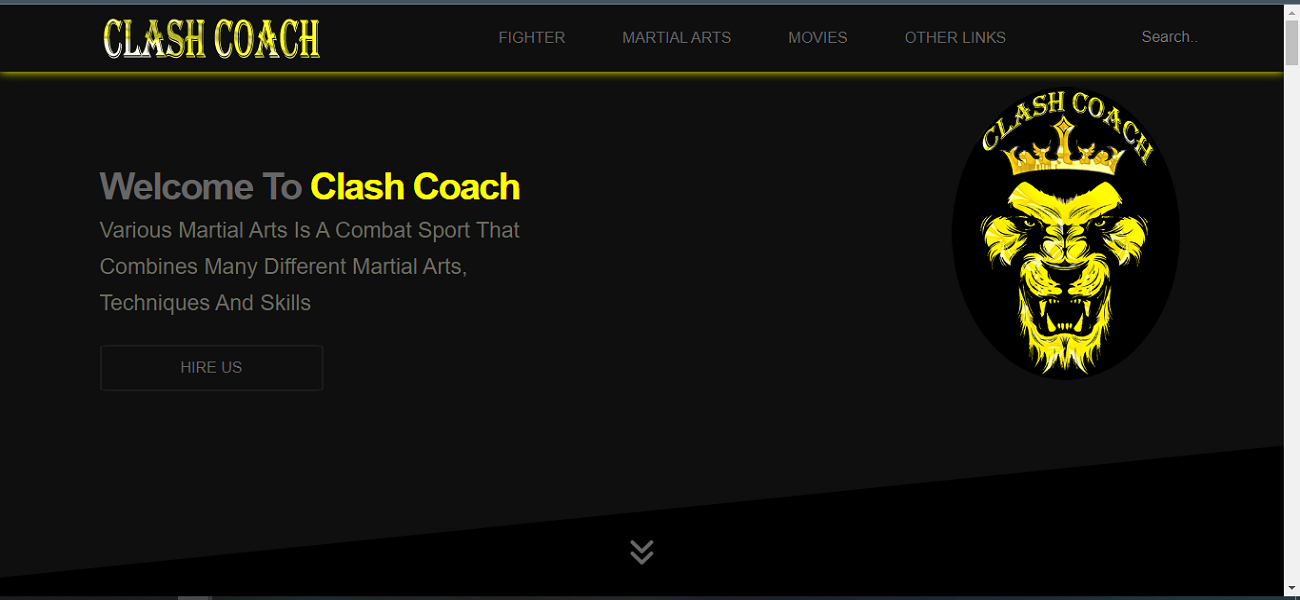 CLASH COACH
FIGHTER
MARTIAL ARTS
MOVIES
OTHER LINKS
Search..
CLASH COACH
Welcome To Clash Coach
Various Martial Arts Is A Combat Sport That
Combines Many Different Martial Arts,
Techniques And Skills
HIRE US